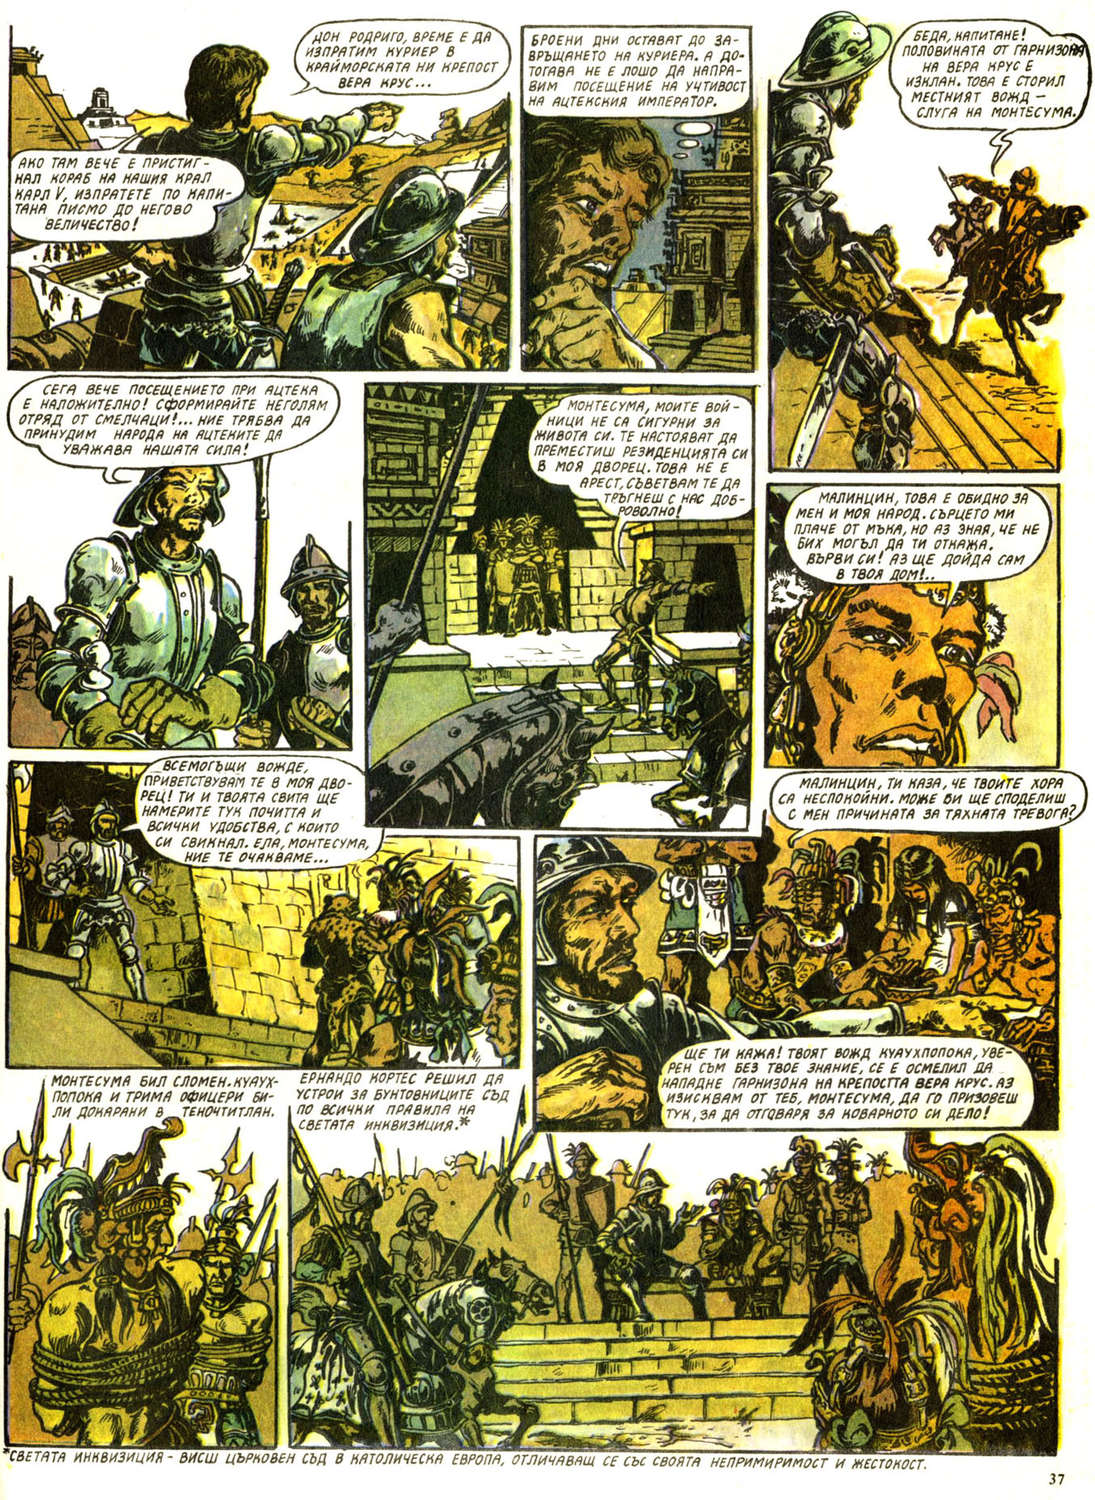 ДОН РОДРИГО, ВРЕМЕ Е ДА
ИЗПРАТИМ КУРИЕР В
КРАЙМОРСКАТА НИ КРЕПОСТ
ВЕРА КРУС...
АКО ТАМ ВЕЧЕ Е ПРИСТИГ-
НАЛ КОРАБ НА НАШИЯ КРАЛ
КАРЛ V, ИЗПРАТЕТЕ ПО КАПИ-
ТАНА ПИСМО ДО НЕГОВО
ВЕЛИЧЕСТВО!
БРОЕНИ ДНИ ОСТАВАТ ДО ЗА-
ВРЪЩАНЕТО НА КУРИЕРА. А ДО-
ТОГАВА НЕ Е ЛОШО ДА НАПРА-
ВИМ ПОСЕЩЕНИЕ НА УЧТИВОСТ
НА АЦТЕКСКИЯ ИМПЕРАТОР.
БЕДА, КАПИТАНЕ!
ПОЛОВИНАТА ОТ ГАРНИЗОНА
НА ВЕРА КРУС Е
ИЗКЛАН. ТОВА Е СТОРИЛ
МЕСТНИЯТ ВОЖД –
СЛУГА НА МОНТЕСУМА.
СЕГА ВЕЧЕ ПОСЕЩЕНИЕТО ПРИ АЦТЕКА
Е НАЛОЖИТЕЛНО! СФОРМИРАЙТЕ НЕГОЛЯМ
ОТРЯД ОТ СМЕЛЧАЦИ!... НИЕ ТРЯБВА ДА
ПРИНУДИМ НАРОДА НА АЦТЕКИТЕ ДА
УВАЖАВА НАШАТА СИЛА!
МОНТЕСУМА, МОИТЕ ВОЙ-
НИЦИ НЕ СА СИГУРНИ ЗА
ЖИВОТА СИ. ТЕ НАСТОЯВАТ ДА
ПРЕМЕСТИШ РЕЗИДЕНЦИЯТА СИ
В МОЯ ДВОРЕЦ. ТОВА НЕ Е
АРЕСТ, СЪВЕТВАМ ТЕ ДА
ТРЪГНЕШ С НАС ДОБ-
РОВОЛНО!
МАЛИНЦИН, ТОВА Е ОБИДНО ЗА
МЕН И МОЯ НАРОД. СЪРЦЕТО МИ
ПЛАЧЕ ОТ МЪКА, НО АЗ ЗНАЯ, ЧЕ НЕ
БИХ МОГЪЛ ДА ТИ ОТКАЖА.
ВЪРВИ СИ! АЗ ЩЕ ДОЙДА САМ
В ТВОЯ ДОМ!..
ВСЕМОГЪЩИ ВОЖДЕ,
ПРИВЕТСТВУВАМ ТЕ В МОЯ ДВО-
РЕЦ! ТИ И ТВОЯТА СВИТА ЩЕ
НАМЕРИТЕ ТУК ПОЧИТТА И
ВСИЧКИ УДОБСТВА, С КОИТО
СИ СВИКНАЛ. ЕЛА, МОНТЕСУМА,
НИЕ ТЕ ОЧАКВАМЕ...
МАЛИНЦИН, ТИ КАЗА, ЧЕ ТВОИТЕ ХОРА
СА НЕСПОКОЙНИ. МОЖЕ БИ ЩЕ СПОДЕЛИШ
С МЕН ПРИЧИНАТА ЗА ТЯХНАТА ТРЕВОГА?
ЩЕ ТИ КАЖА! ТВОЯТ ВОЖД КУАУХПОПОКА, УВЕ-
РЕН СЪМ БЕЗ ТВОЕ ЗНАНИЕ, СЕ Е ОСМЕЛИЛ ДА
НАПАДНЕ ГАРНИЗОНА НА КРЕПОСТТА ВЕРА КРУС. АЗ
ИЗИСКВАМ ОТ ТЕБ, МОНТЕСУМА, ДА ГО ПРИЗОВЕШ
ТУК, ЗА ДА ОТГОВАРЯ ЗА КОВАРНОТО СИ ДЕЛО!
МОНТЕСУМА БИЛ СЛОМЕН. КУАУХ-
ПОПОКА И ТРИМА ОФИЦЕРИ БИ-
ЛИ ДОКАРАНИ В ТЕНОЧТИТЛАН.
ЕРНАНДО КОРТЕС РЕШИЛ ДА
УСТРОИ ЗА БУНТОВНИЦИТЕ СЪД
ПО ВСИЧКИ ПРАВИЛА НА
СВЕТАТА ИНКВИЗИЦИЯ.*
*СВЕТАТА ИНКВИЗИЦИЯ – ВИСШ ЦЪРКОВЕН СЪД В КАТОЛИЧЕСКА ЕВРОПА, ОТЛИЧАВАЩ СЕ СЪС СВОЯТА НЕПРИМИРИМОСТ И ЖЕСТОКОСТ.
37